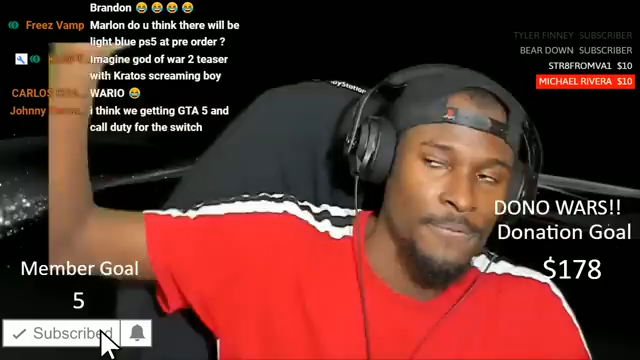 Brandon 😂😂😂😂
Freez Vamp Marlon do u think there will be
light blue ps5 at pre order ?
Imagine god of war 2 teaser
with Kratos screaming boy
CARLOS WARIO 😂
Johnny i think we getting GTA 5 and
call duty for the switch
TYLER FINNEY SUBSCRIBER
BEAR DOWN SUBSCRIBER
STR8FROMVA1 $10
MICHAEL RIVERA $10
DONO WARS!!
Donation Goal
$178
Member Goal
5
Subscribed